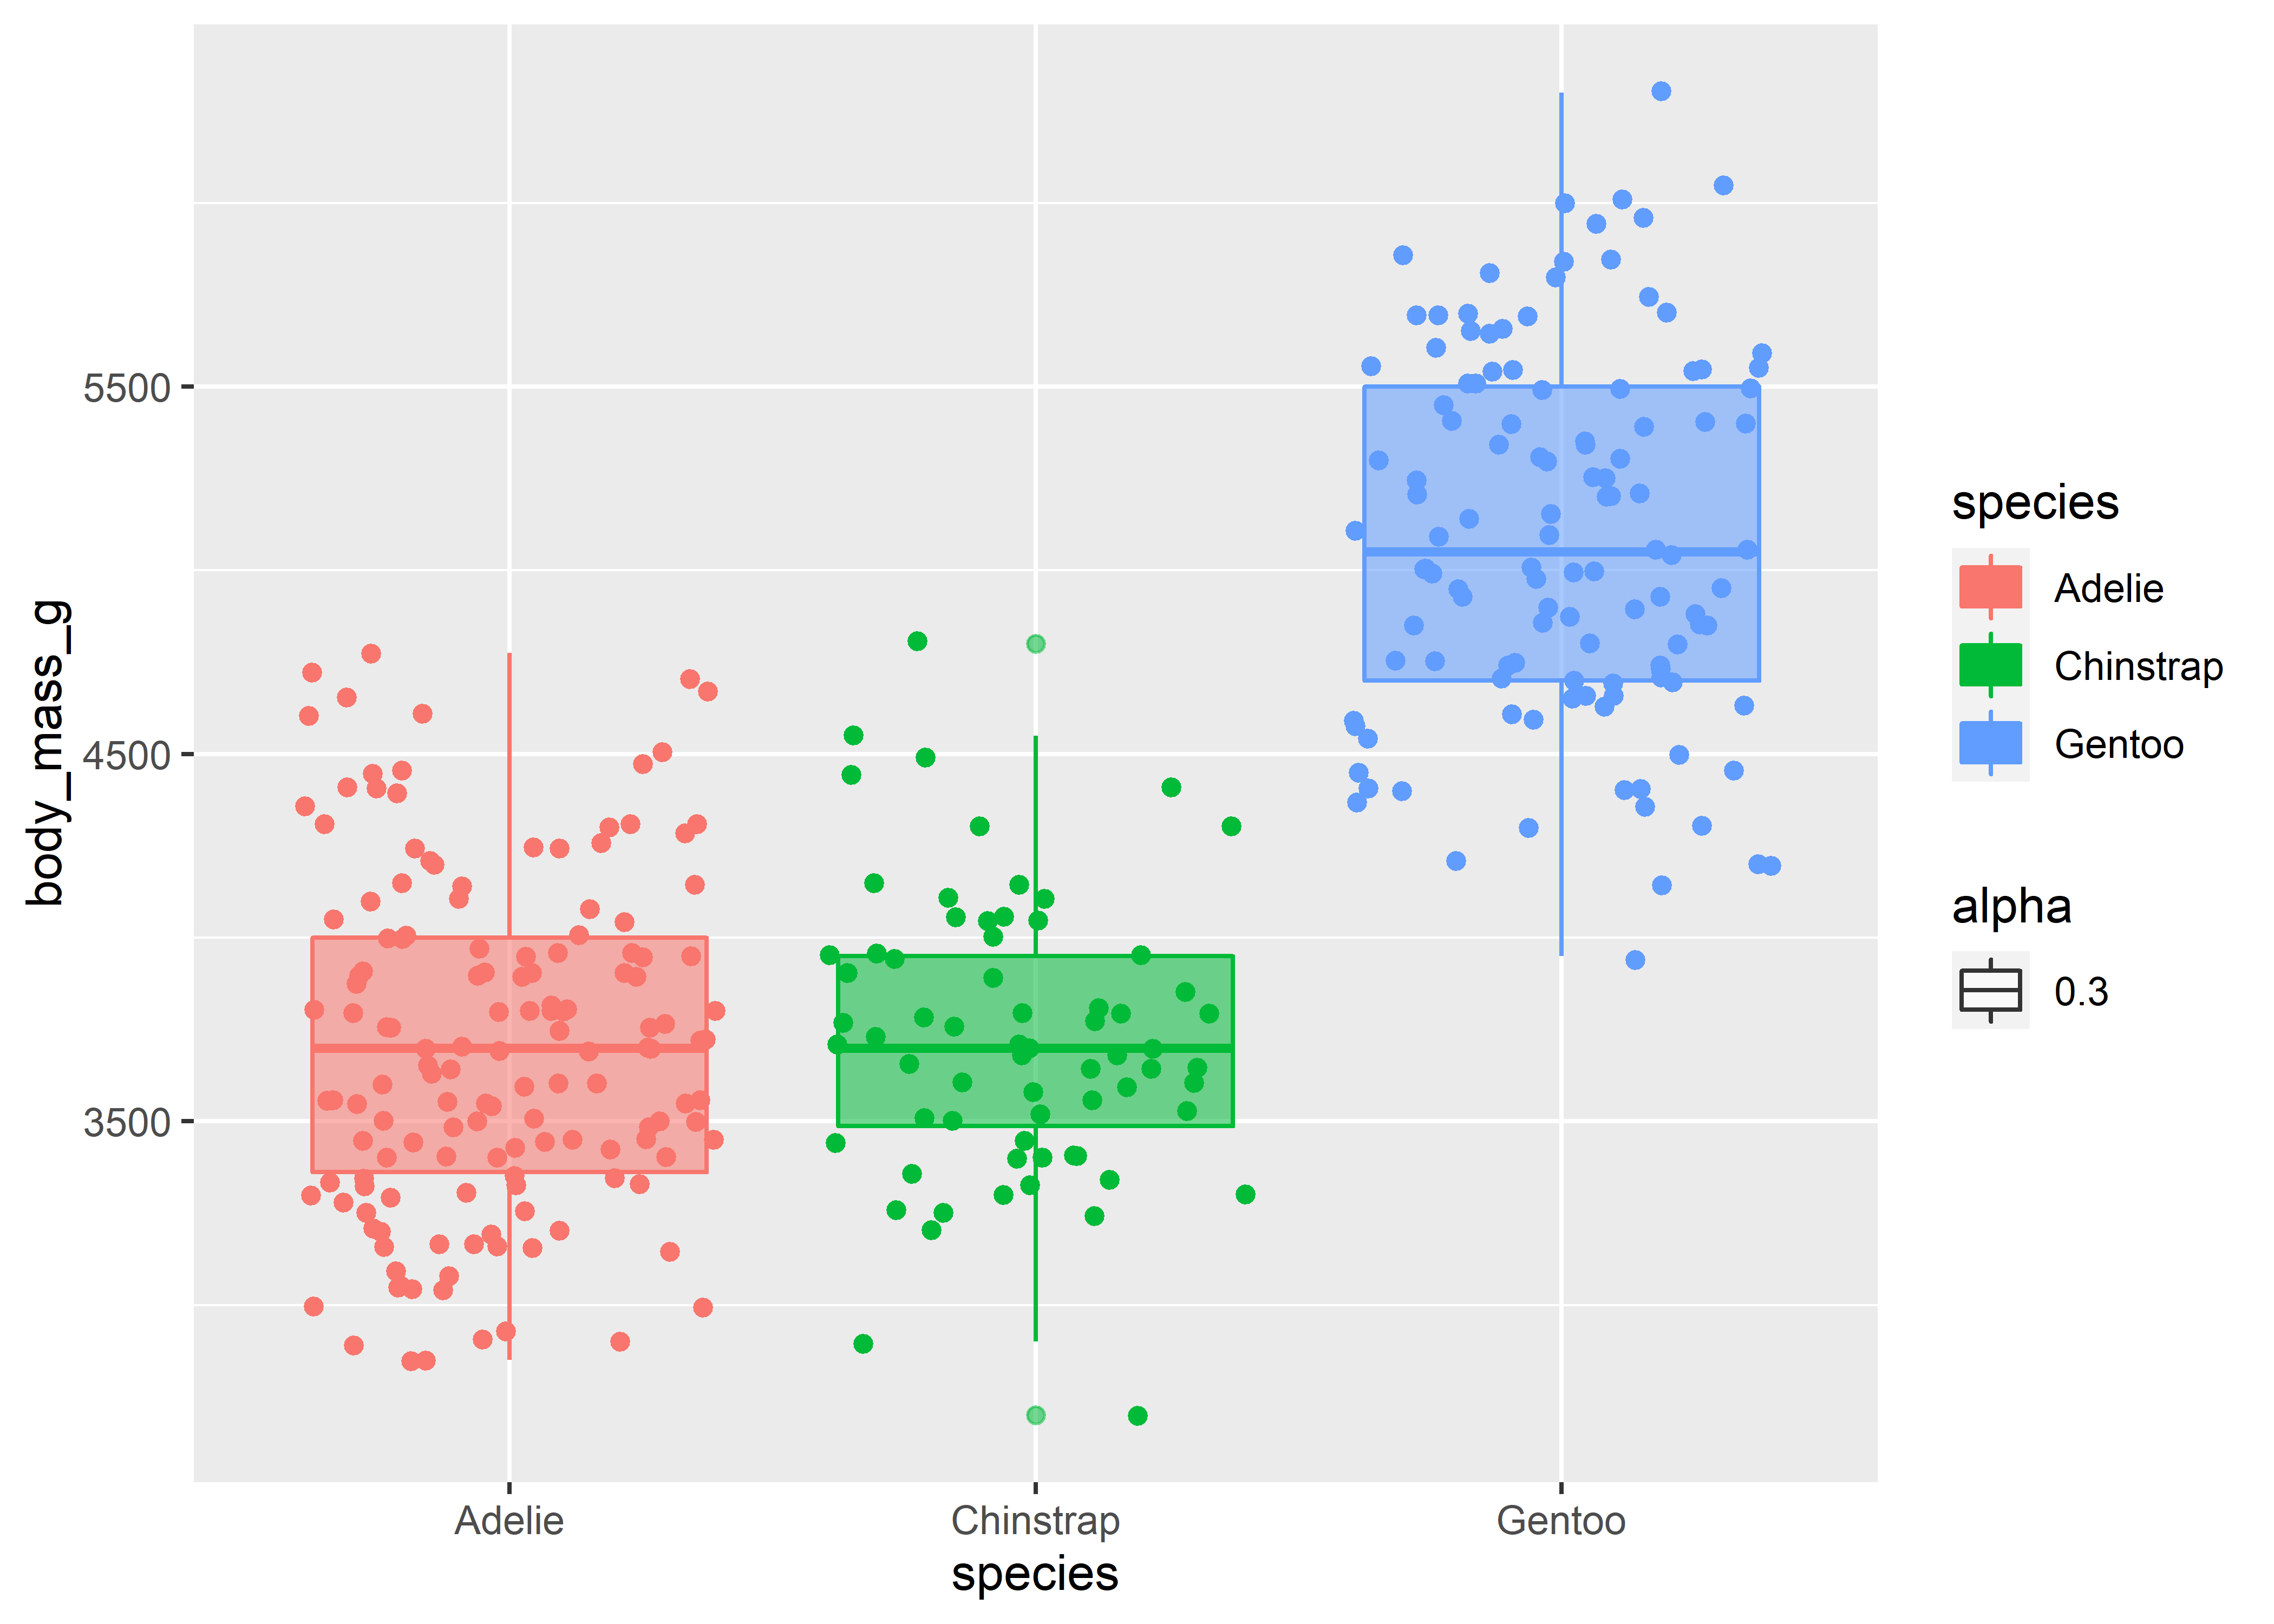 body_mass_g
5500
4500
3500
Adelie
Chinstrap
Gentoo
species
species
Adelie
Chinstrap
Gentoo
alpha
0.3